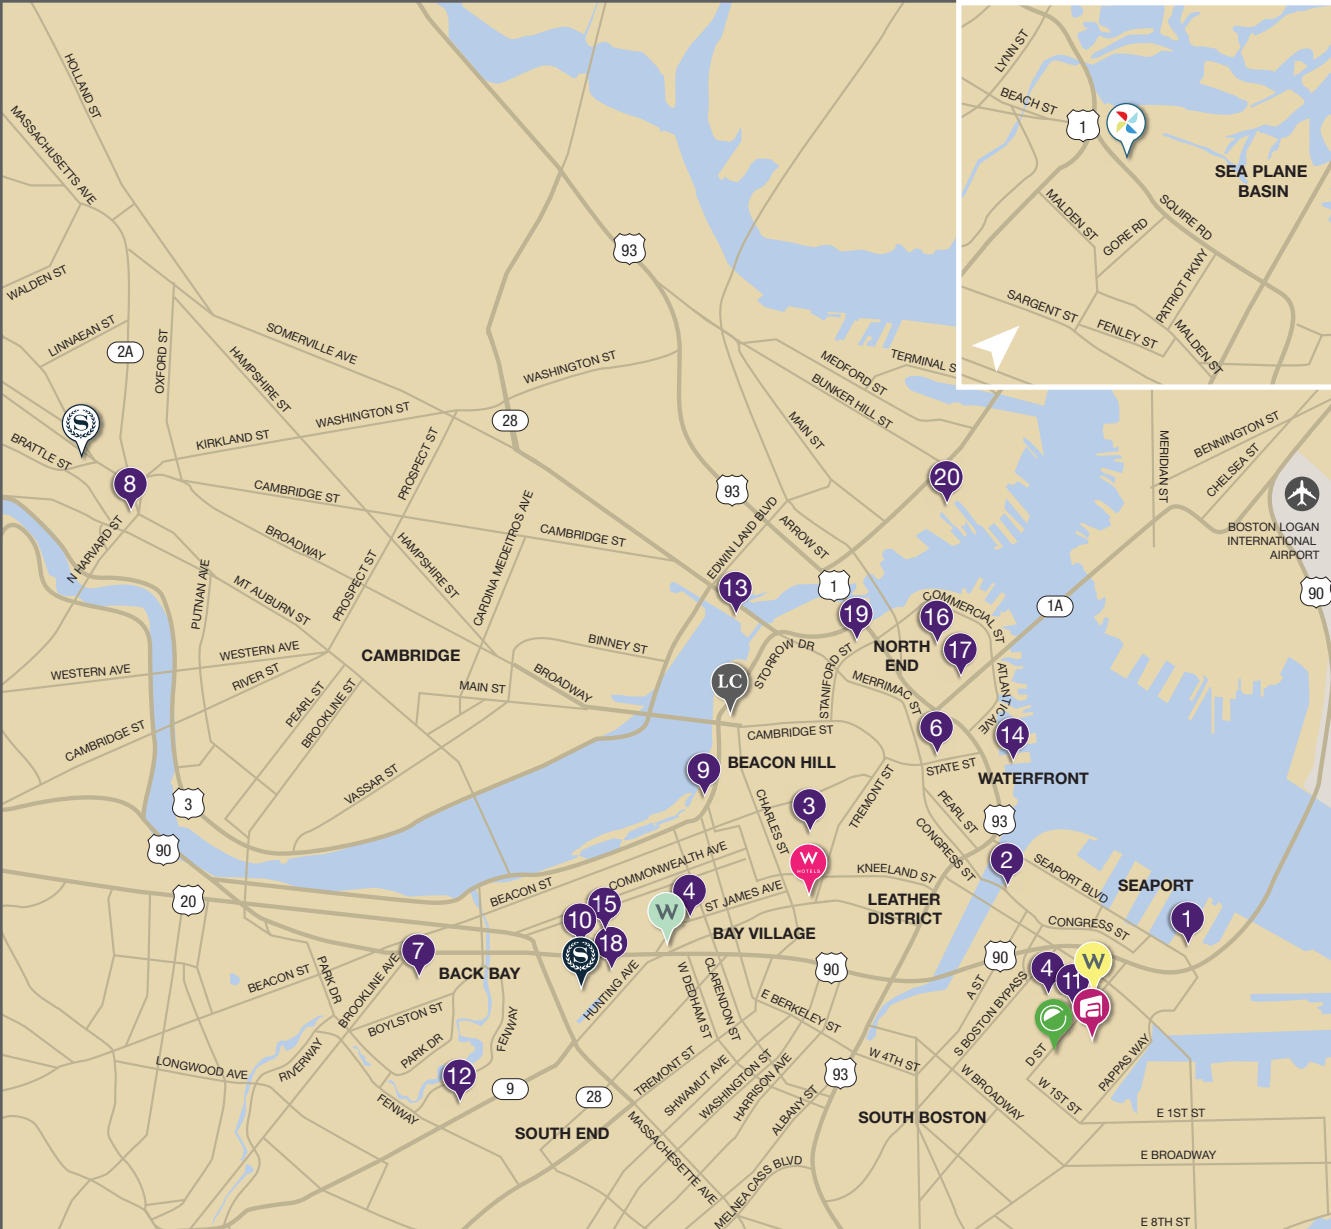 HOLLAND ST
MASSACHUSETTS AVE
LYNN ST
BEACH ST
1
SEA PLANE
BASIN
MALDEN ST
GORE RD
SQUIRE RD
PATRIOT PKWY
SARGENT ST
FENLEY ST
MALDEN ST
93
WALDEN ST
LINNAEAN ST
2A
OXFORD ST
SOMERVILLE AVE
HAMPSHIRE ST
WASHINGTON ST
WASHINGTON ST
KIRKLAND ST
28
MEDFORD ST
TERMINAL S
BUNKER HILL ST
MAIN ST
S
BRATTLE ST
8
PROSPECT ST
CAMBRIDGE ST
BROADWAY
HAMPSHIRE ST
CARDINA MEDEITROS AVE
CAMBRIDGE ST
93
EDWIN LAND BLVD
ARROW ST
20
MERIDIAN ST
BENNINGTON ST
CHELSEA ST
BOSTON LOGAN
INTERNATIONAL
AIRPORT
90
N HARVARD ST
PUTNAN AVE
MT AUBURN ST
PROSPECT ST
13
1
19
16
COMMERCIAL ST
1A
17
NORTH
END
CAMBRIDGE
WESTERN AVE
WESTERN AVE
RIVER ST
PEARL ST
BROOKLINE ST
BINNEY ST
MAIN ST
BROADWAY
STORROW DR
STANIFORD ST
LC
MERRIMAC ST
ATLANTIC AVE
CAMBRIDGE ST
CAMBRIDGE ST
6
14
VASSAR ST
9
BEACON HILL
STATE ST
WATERFRONT
3
90
20
3
CHARLES ST
TREMONT ST
PEARL ST
93
CONGRESS ST
2
SEAPORT BLVD
SEAPORT
W
HOTELS
KNEELAND ST
LEATHER
DISTRICT
BEACON ST
COMMONWEALTH AVE
4
ST JAMES AVE
15
10
W
18
S
BAY VILLAGE
CONGRESS ST
1
7
BACK BAY
HUNTING AVE
90
90
4
11
W
a
BEACON ST
PARK DR
BROOKLINE AVE
BOYLSTON ST
PARK DR
FENWAY
W DEDHAM ST
CLARENDON ST
E BERKELEY ST
A ST
S BOSTON BYPASS
D ST
PAPPAS WAY
LONGWOOD AVE
RIVERWAY
12
9
FENWAY
28
TREMONT ST
SHWAMUT AVE
WASHINGTON ST
HARRISON AVE
ALBANY ST
93
W 4TH ST
W BROADWAY
W 1ST ST
E 1ST ST
SOUTH END
SOUTH BOSTON
MASSACHESETTE AVE
MELNEA CASS BLVD
E BROADWAY
E 8TH ST